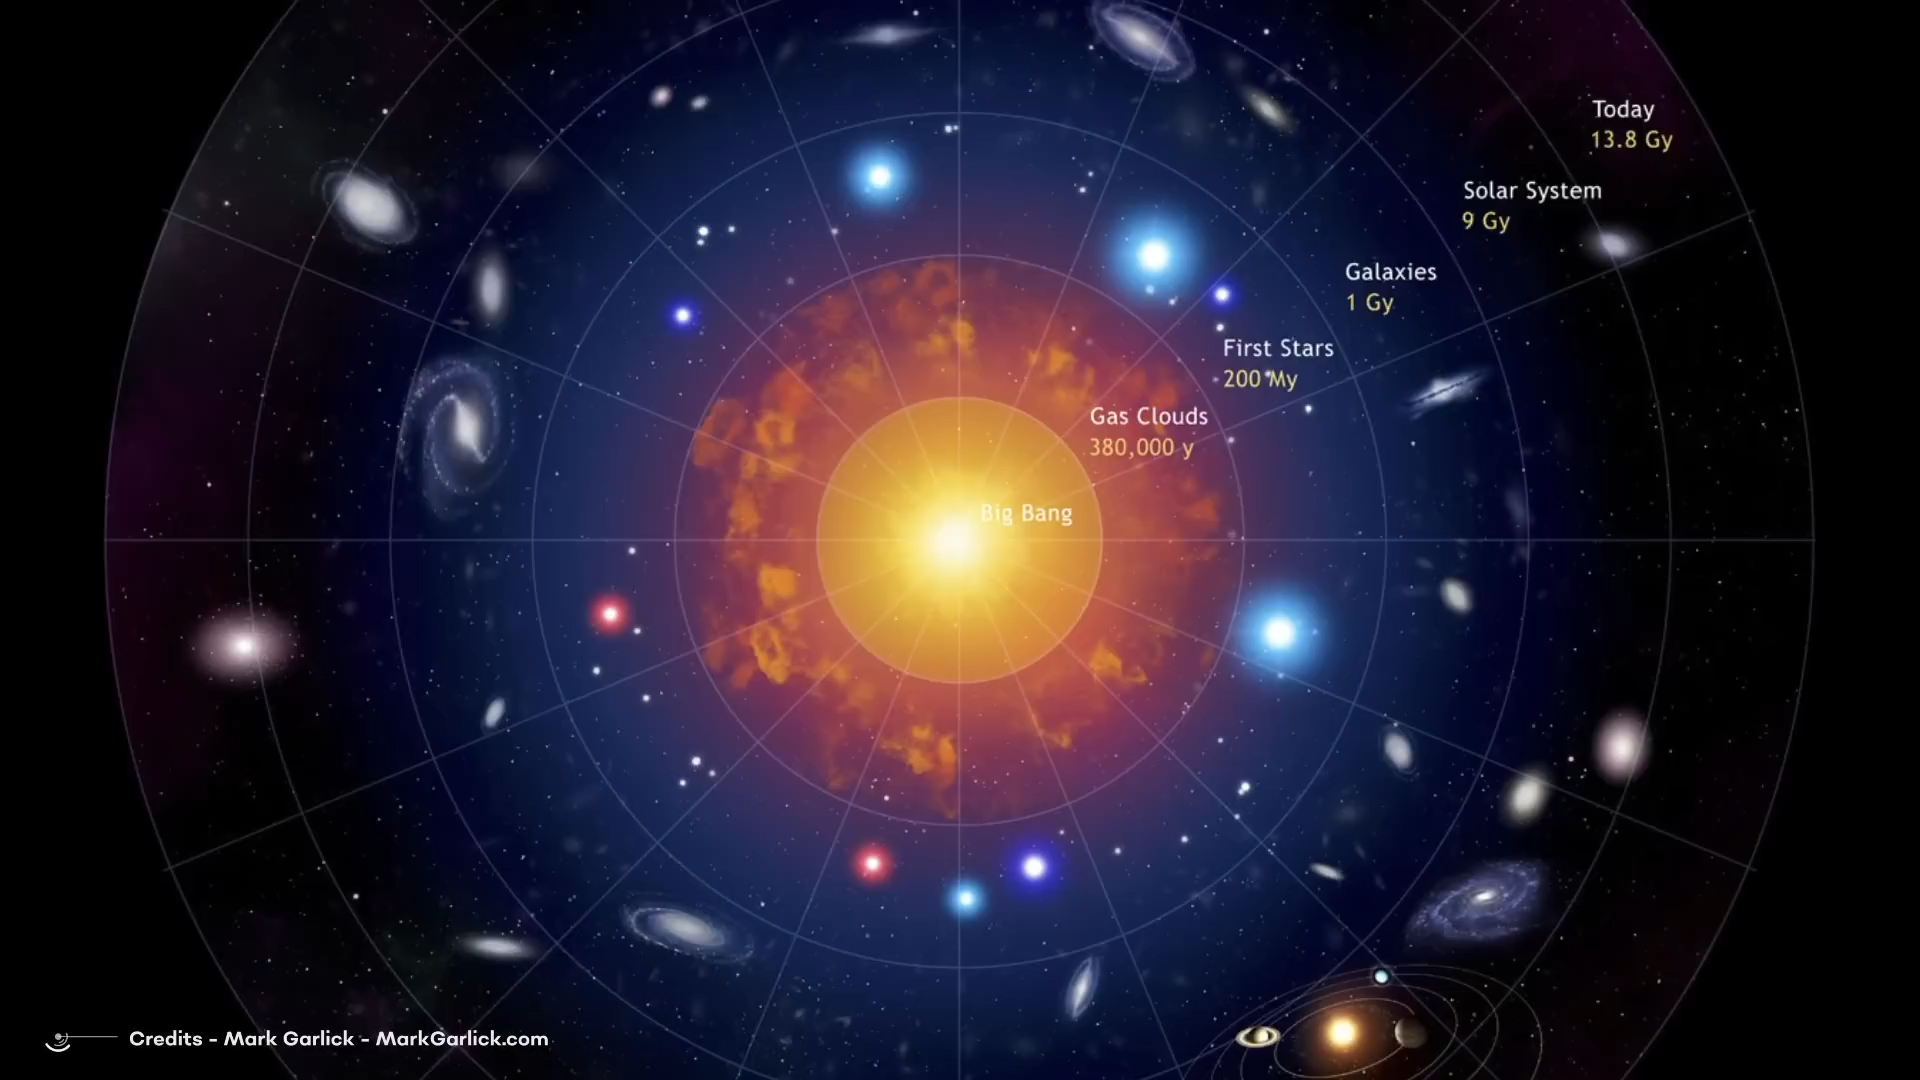 Today
13.8 Gy
Solar System
9 Gy
Galaxies
1 Gy
First Stars
200 My
Gas Clouds
380,000 y
Big Bang
Credits - Mark Garlick - MarkGarlick.com